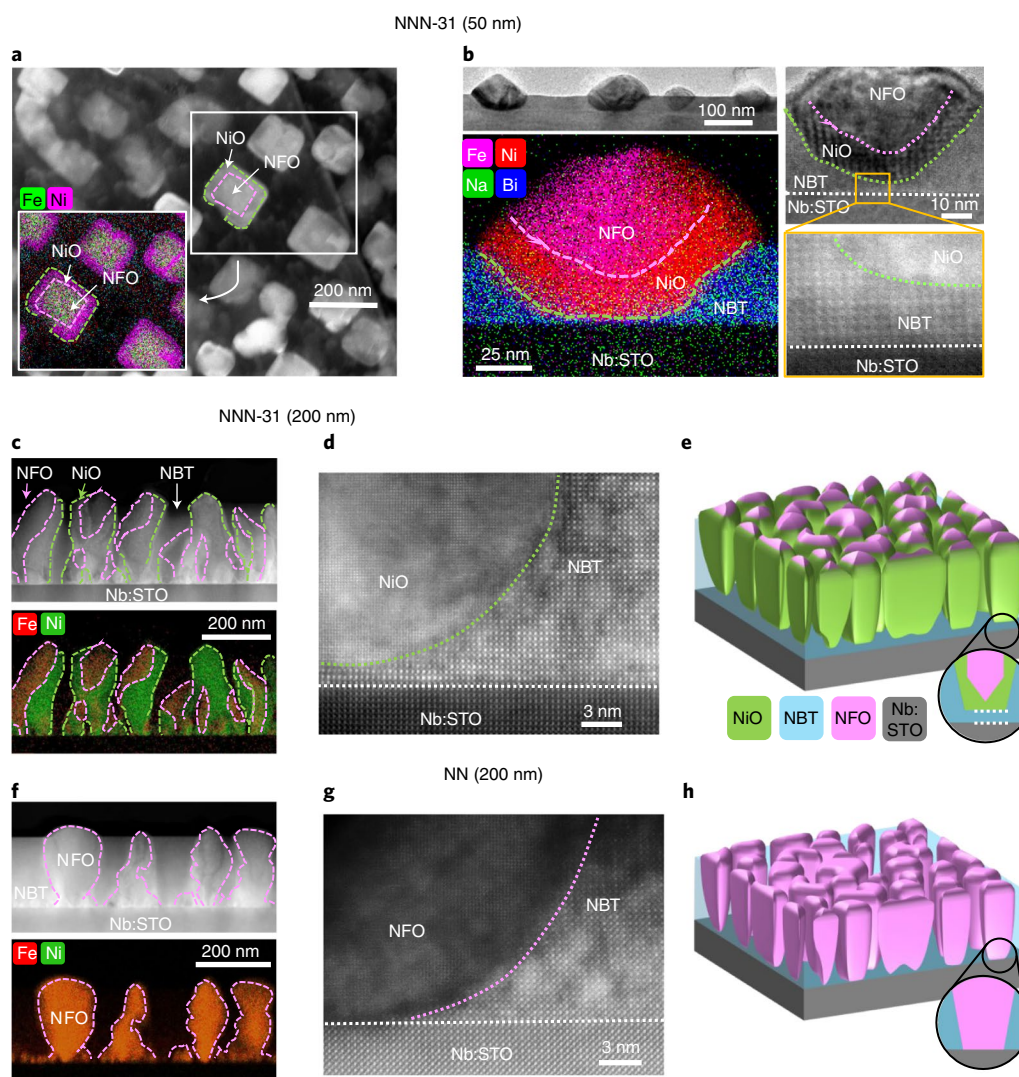 NNN-31 (50 nm)
a
NiO
NFO
Fe Ni
NiO
NFO
200 nm
b
100 nm
Fe Ni
Na Bi
NFO
NiO
NBT
Nb:STO
25 nm
NFO
NiO
NBT
Nb:STO
10 nm
NiO
NBT
Nb:STO
NNN-31 (200 nm)
c
NFO NiO NBT
Nb:STO
Fe Ni
200 nm
d
NiO
NBT
Nb:STO
3 nm
e
NiO NBT NFO Nb:
STO
NN (200 nm)
f
NFO
NBT
Nb:STO
Fe Ni
200 nm
NFO
g
NFO
NBT
Nb:STO
3 nm
h